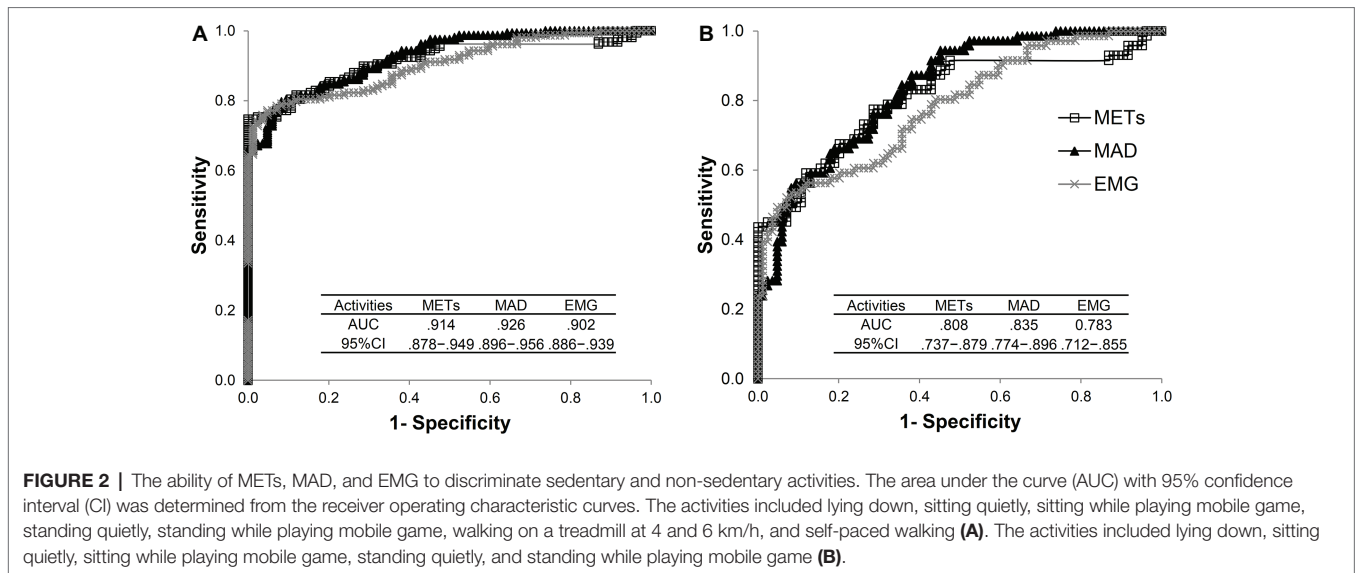 A
1.0
0.8
0.6
0.4
0.2
0.0
Sensitivity
Activities METs MAD EMG
AUC .914 .926 .902
95%CI .878–.949 .896–.956 .886–.939
0.0 0.2 0.4 0.6 0.8 1.0
1- Specificity
B
1.0
0.8
0.6
0.4
0.2
0.0
Sensitivity
METs
MAD
EMG
Activities METs MAD EMG
AUC .808 .835 0.783
95%CI .737–.879 .774–.896 .712–.855
0.0 0.2 0.4 0.6 0.8 1.0
1- Specificity
FIGURE 2 | The ability of METs, MAD, and EMG to discriminate sedentary and non-sedentary activities. The area under the curve (AUC) with 95% confidence
interval (CI) was determined from the receiver operating characteristic curves. The activities included lying down, sitting quietly, sitting while playing mobile game,
standing quietly, standing while playing mobile game, walking on a treadmill at 4 and 6 km/h, and self-paced walking (A). The activities included lying down, sitting
quietly, sitting while playing mobile game, standing quietly, and standing while playing mobile game (B).